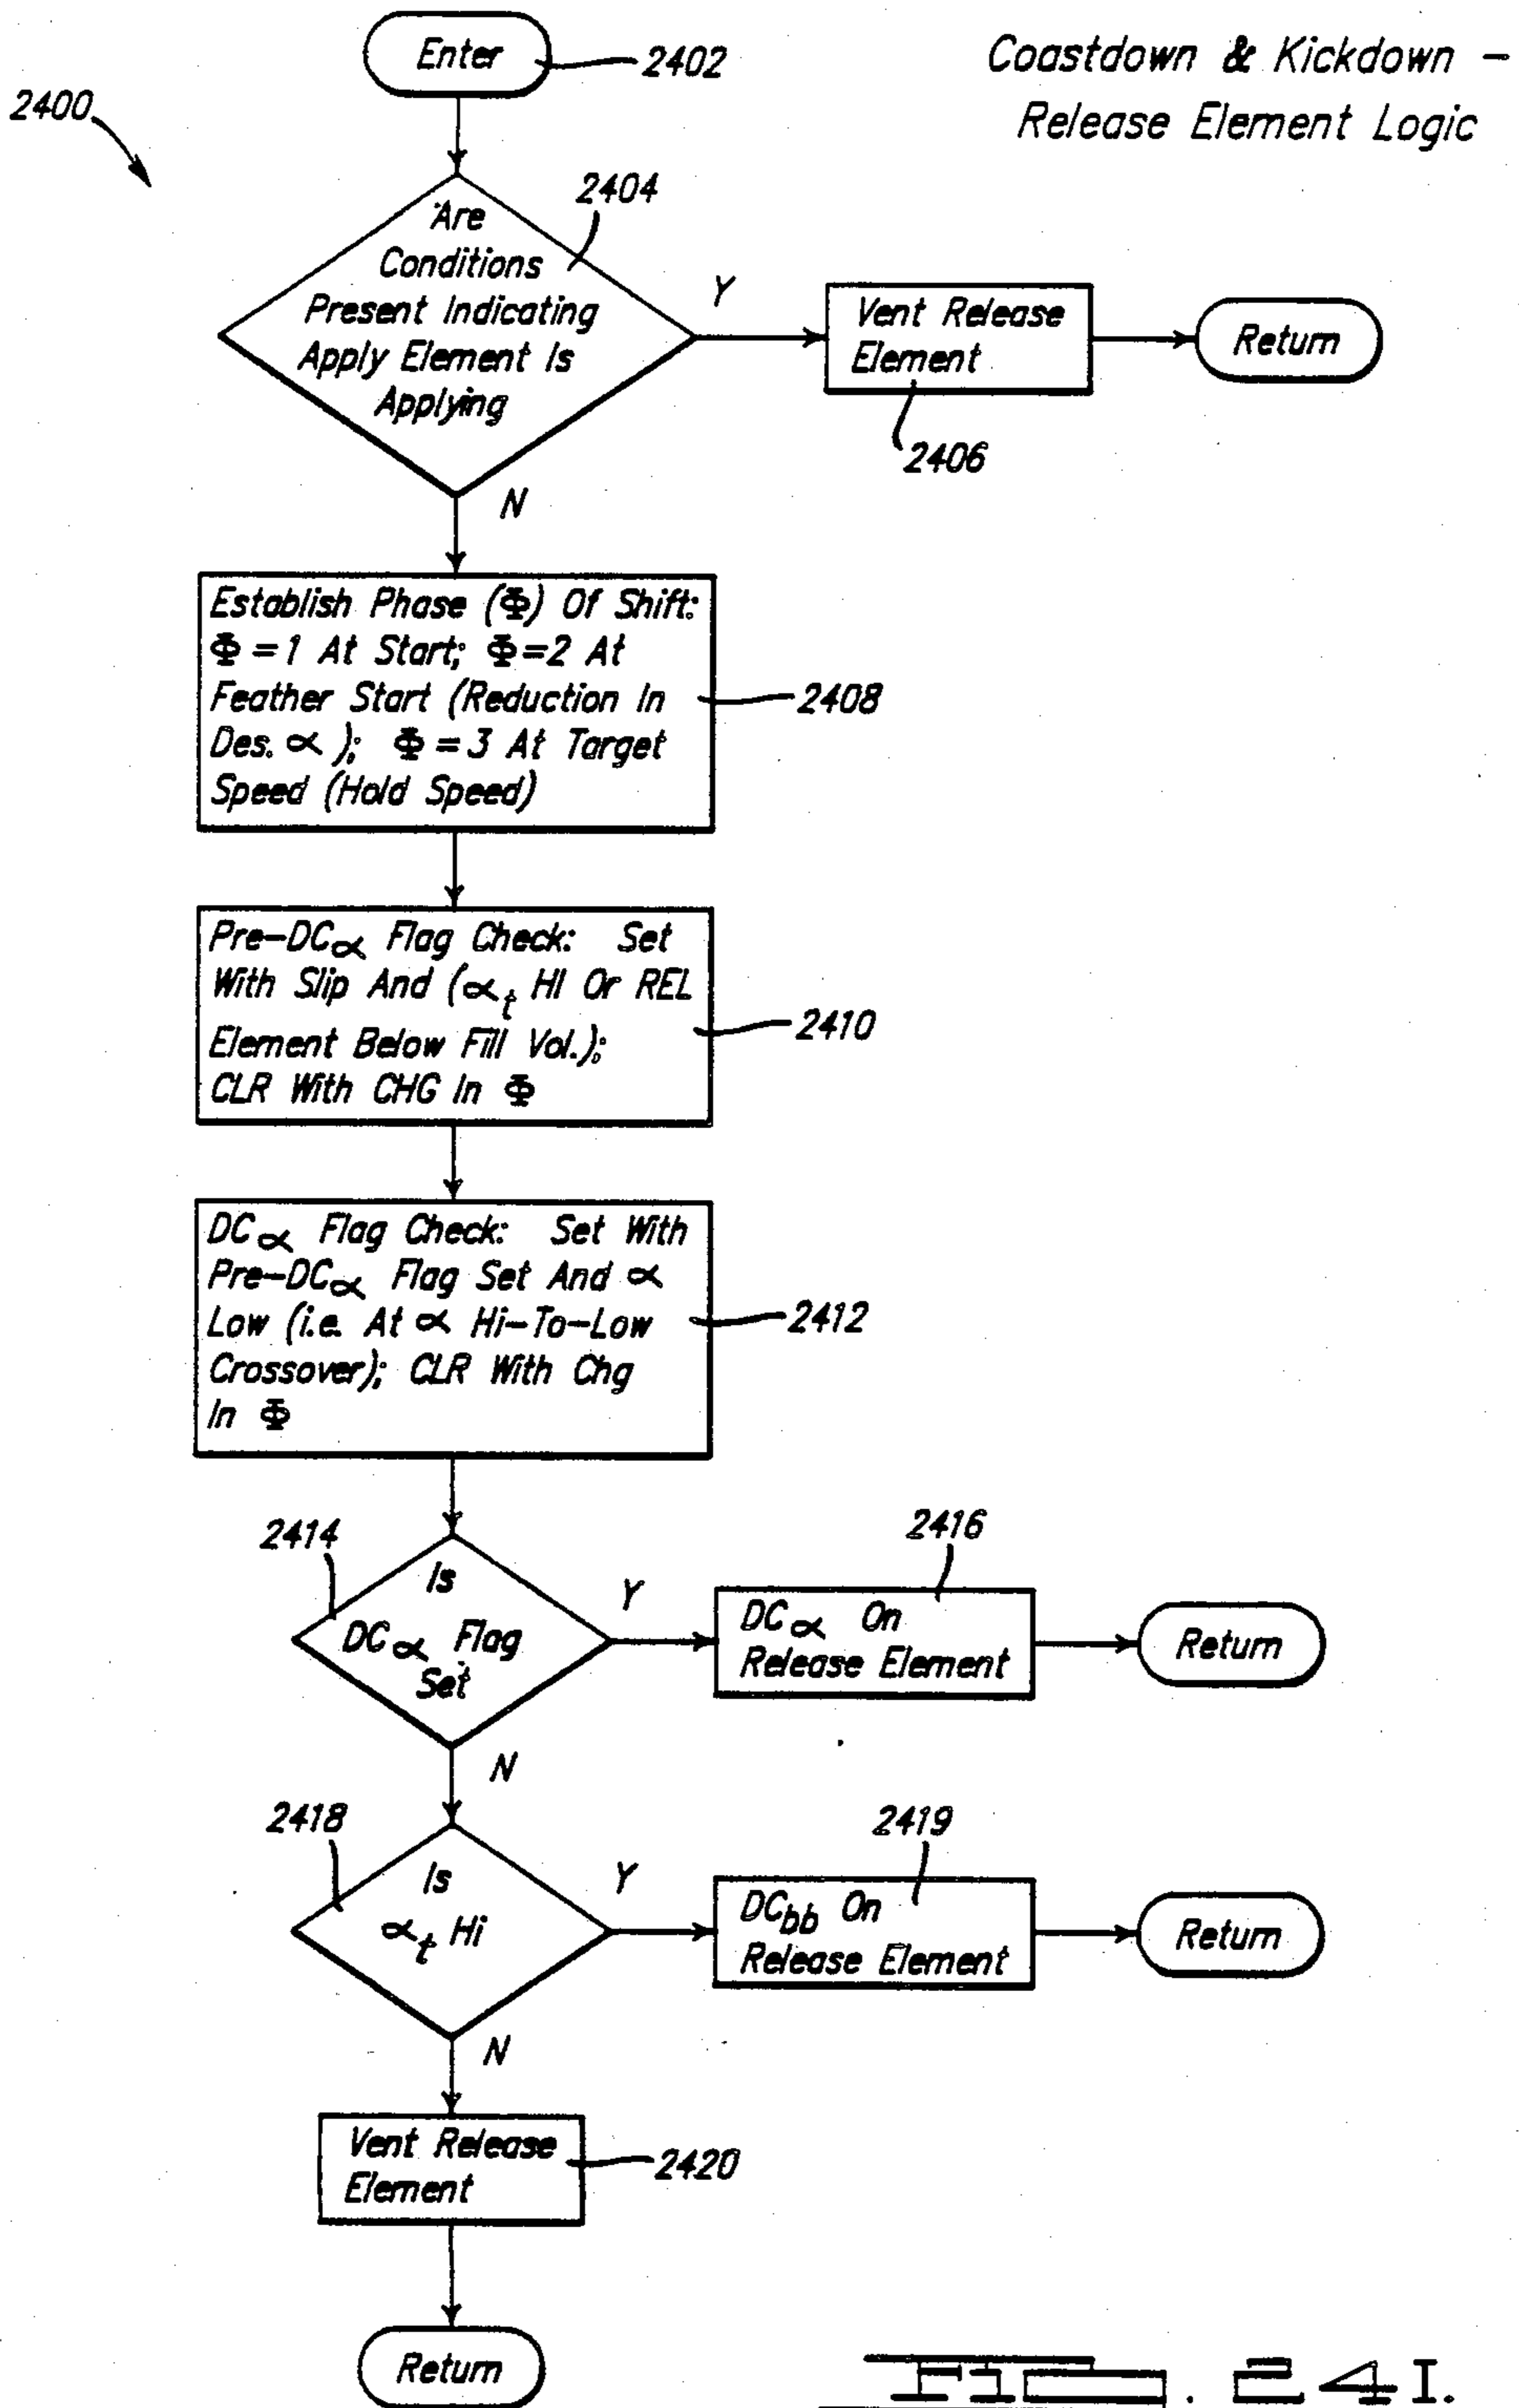 Coastdown & Kickdown -
Release Element Logic
2400
Enter
2402
Are
Conditions
Present Indicating
Apply Element Is
Applying
2404
Y
Vent Release
Element
2406
Return
N
Establish Phase (Φ) Of Shift:
Φ = 1 At Start; Φ=2 At
Feather Start (Reduction In
Des. ∝ ); Φ = 3 At Target
Speed (Hold Speed)
2408
Pre-DC∝ Flag Check: Set
With Slip And (∝t HI Or REL
Element Below Fill Vol.);
CLR With CHG In Φ
2410
DC∝ Flag Check: Set With
Pre-DC∝ Flag Set And ∝
Low (i.e. At ∝ Hi-To-Low
Crossover); CLR With Chg
In Φ
2412
2414
Is
DC∝ Flag
Set
Y
2416
DC∝ On
Release Element
Return
N
2418
Is
∝t Hi
Y
2419
DCbb On
Release Element
Return
N
Vent Release
Element
2420
Return
FIG. 24I.